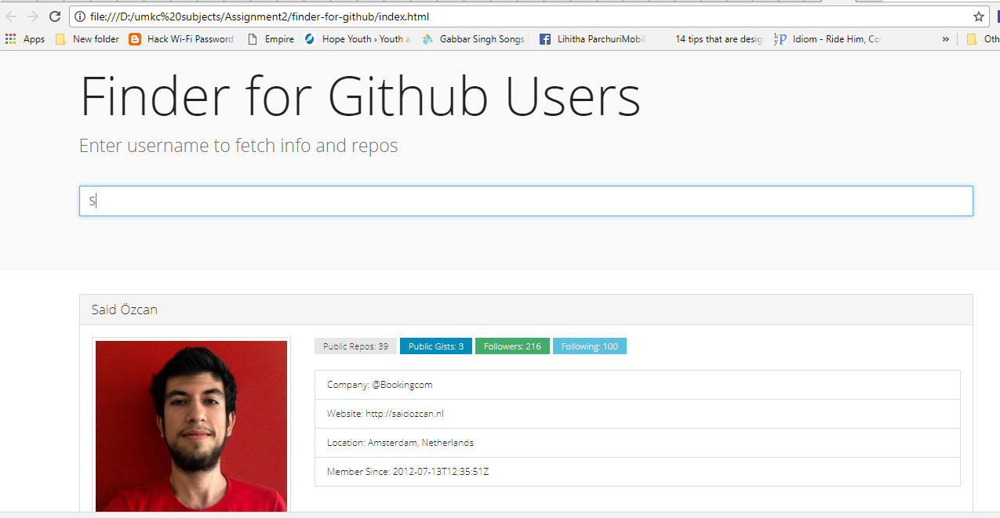 file:///D:/umkc%20subjects/Assignment2/finder-for-github/index.html
Apps New folder Hack Wi-Fi Password Empire Hope Youth › Youth a Gabbar Singh Songs Lihitha ParchuriMobil 14 tips that are desig Idiom - Ride Him, Co » Oth
Finder for Github Users
Enter username to fetch info and repos
S
Said Özcan
Public Repos: 39 Public Gists: 3 Followers: 216 Following: 100
Company: @Bookingcom
Website: http://saidozcan.nl
Location: Amsterdam, Netherlands
Member Since: 2012-07-13T12:35:51Z